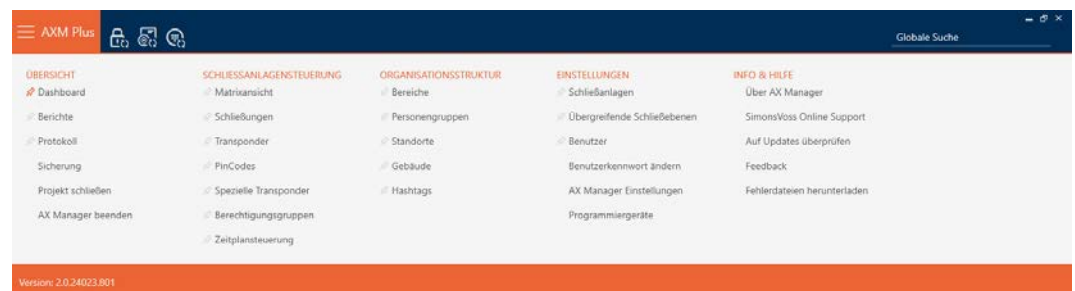 AXM Plus
Globale Suche
ÜBERSICHT
Dashboard
Berichte
Protokoll
Sicherung
Projekt schließen
AX Manager beenden
SCHLIESSANLAGENSTEUERUNG
Matrixansicht
Schließungen
Transponder
PinCodes
Spezielle Transponder
Berechtigungsgruppen
Zeitplansteuerung
ORGANISATIONSSTRUKTUR
Bereiche
Personengruppen
Standorte
Gebäude
Hashtags
EINSTELLUNGEN
Schließanlagen
Übergreifende Schließebenen
Benutzer
Benutzerkennwort ändern
AX Manager Einstellungen
Programmiergeräte
INFO & HILFE
Über AX Manager
SimonsVoss Online Support
Auf Updates überprüfen
Feedback
Fehlerdateien herunterladen
Version: 2.0.24023.801